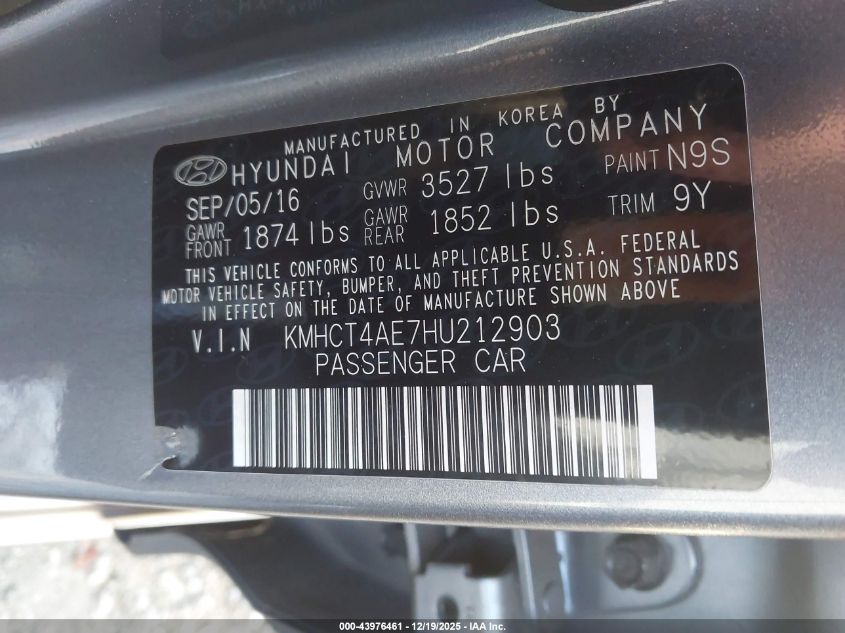 MANUFACTURED IN KOREA BY
HYUNDAI MOTOR COMPANY
SEP/05/16 GVWR 3527 lbs PAINT N9S
GAWR FRONT 1874 lbs GAWR REAR 1852 lbs TRIM 9Y
THIS VEHICLE CONFORMS TO ALL APPLICABLE U.S.A. FEDERAL
MOTOR VEHICLE SAFETY, BUMPER, AND THEFT PREVENTION STANDARDS
IN EFFECT ON THE DATE OF MANUFACTURE SHOWN ABOVE
V.I.N KMHCT4AE7HU212903
PASSENGER CAR
000-43976461 - 12/19/2025 - IAA, Inc.